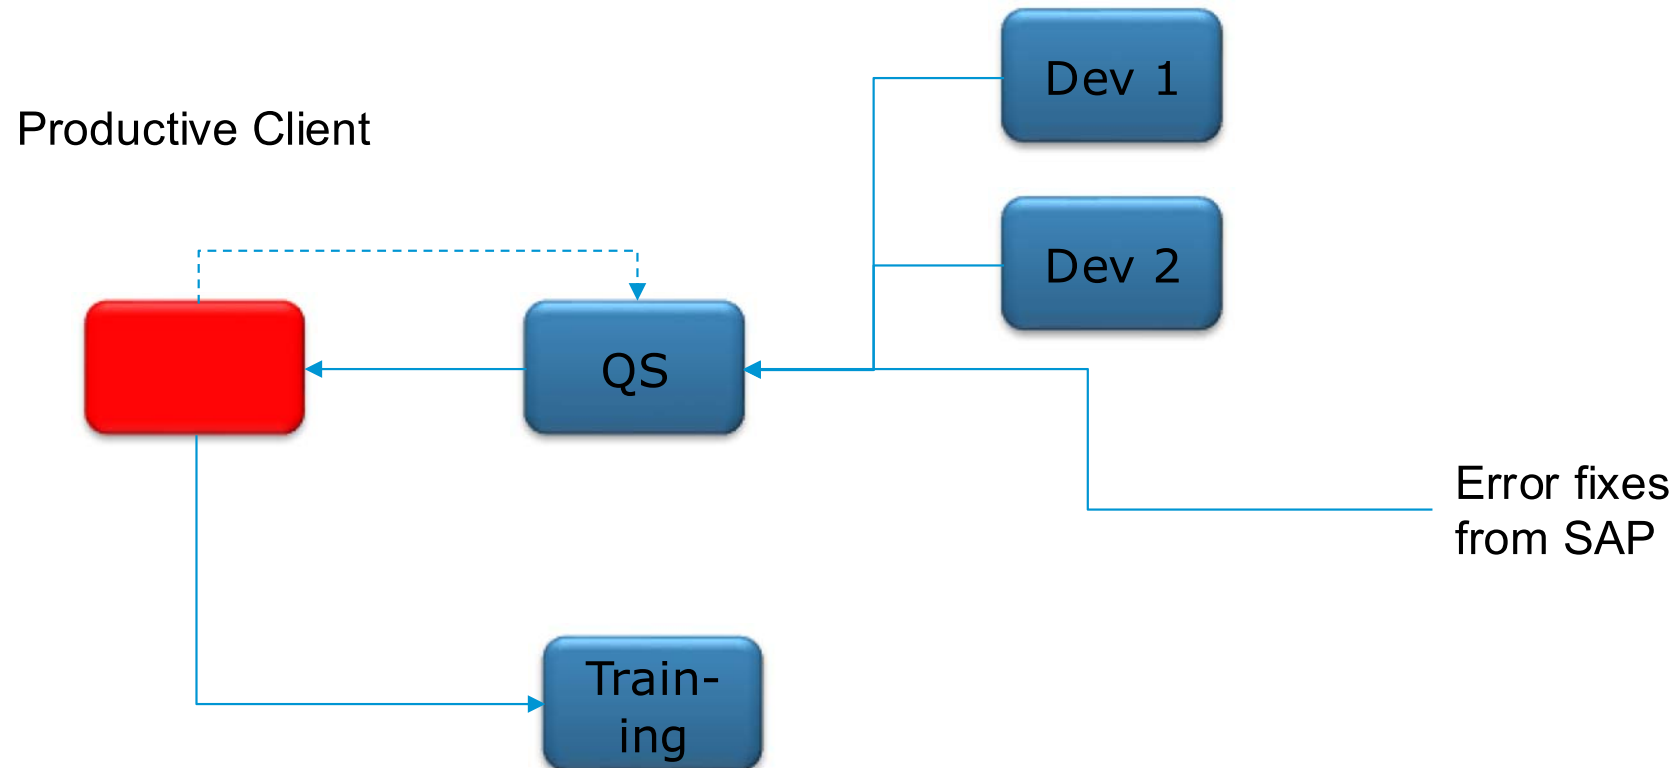 Dev 1
Productive Client
Dev 2
QS
Error fixes
from SAP
Train-
ing